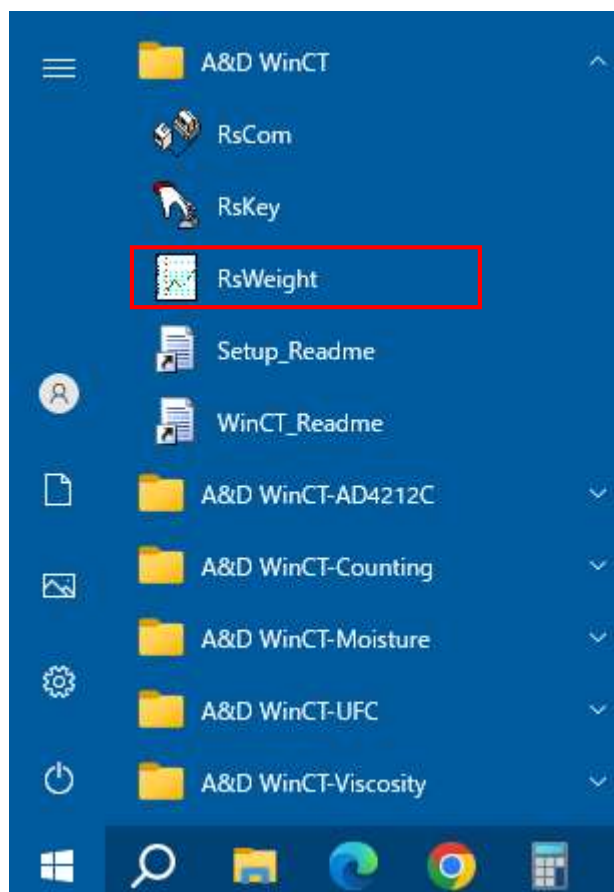 A&D WinCT
RsCom
RsKey
RsWeight
Setup_Readme
WinCT_Readme
A&D WinCT-AD4212C
A&D WinCT-Counting
A&D WinCT-Moisture
A&D WinCT-UFC
A&D WinCT-Viscosity